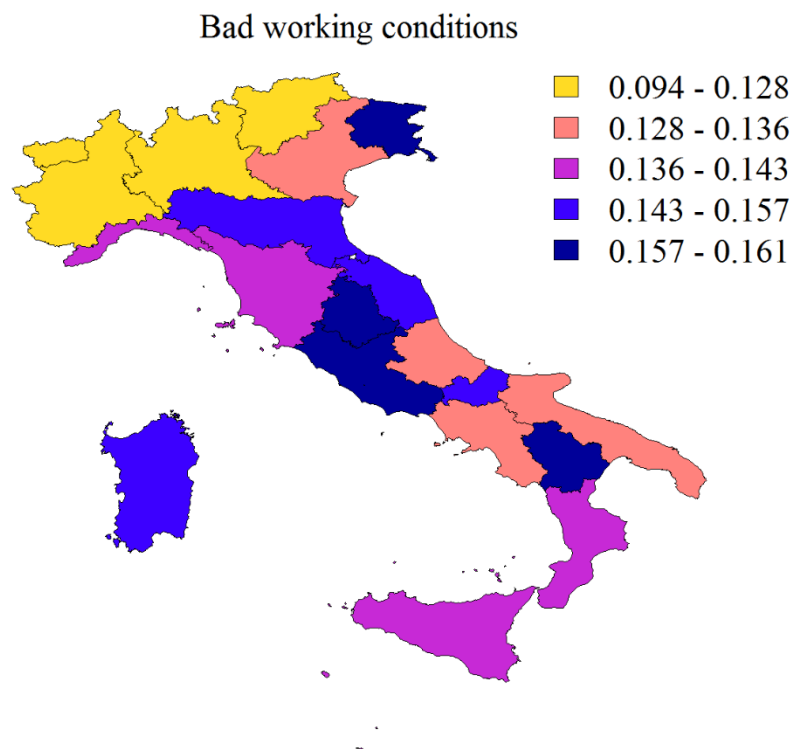 Bad working conditions
0.094 - 0.128
0.128 - 0.136
0.136 - 0.143
0.143 - 0.157
0.157 - 0.161